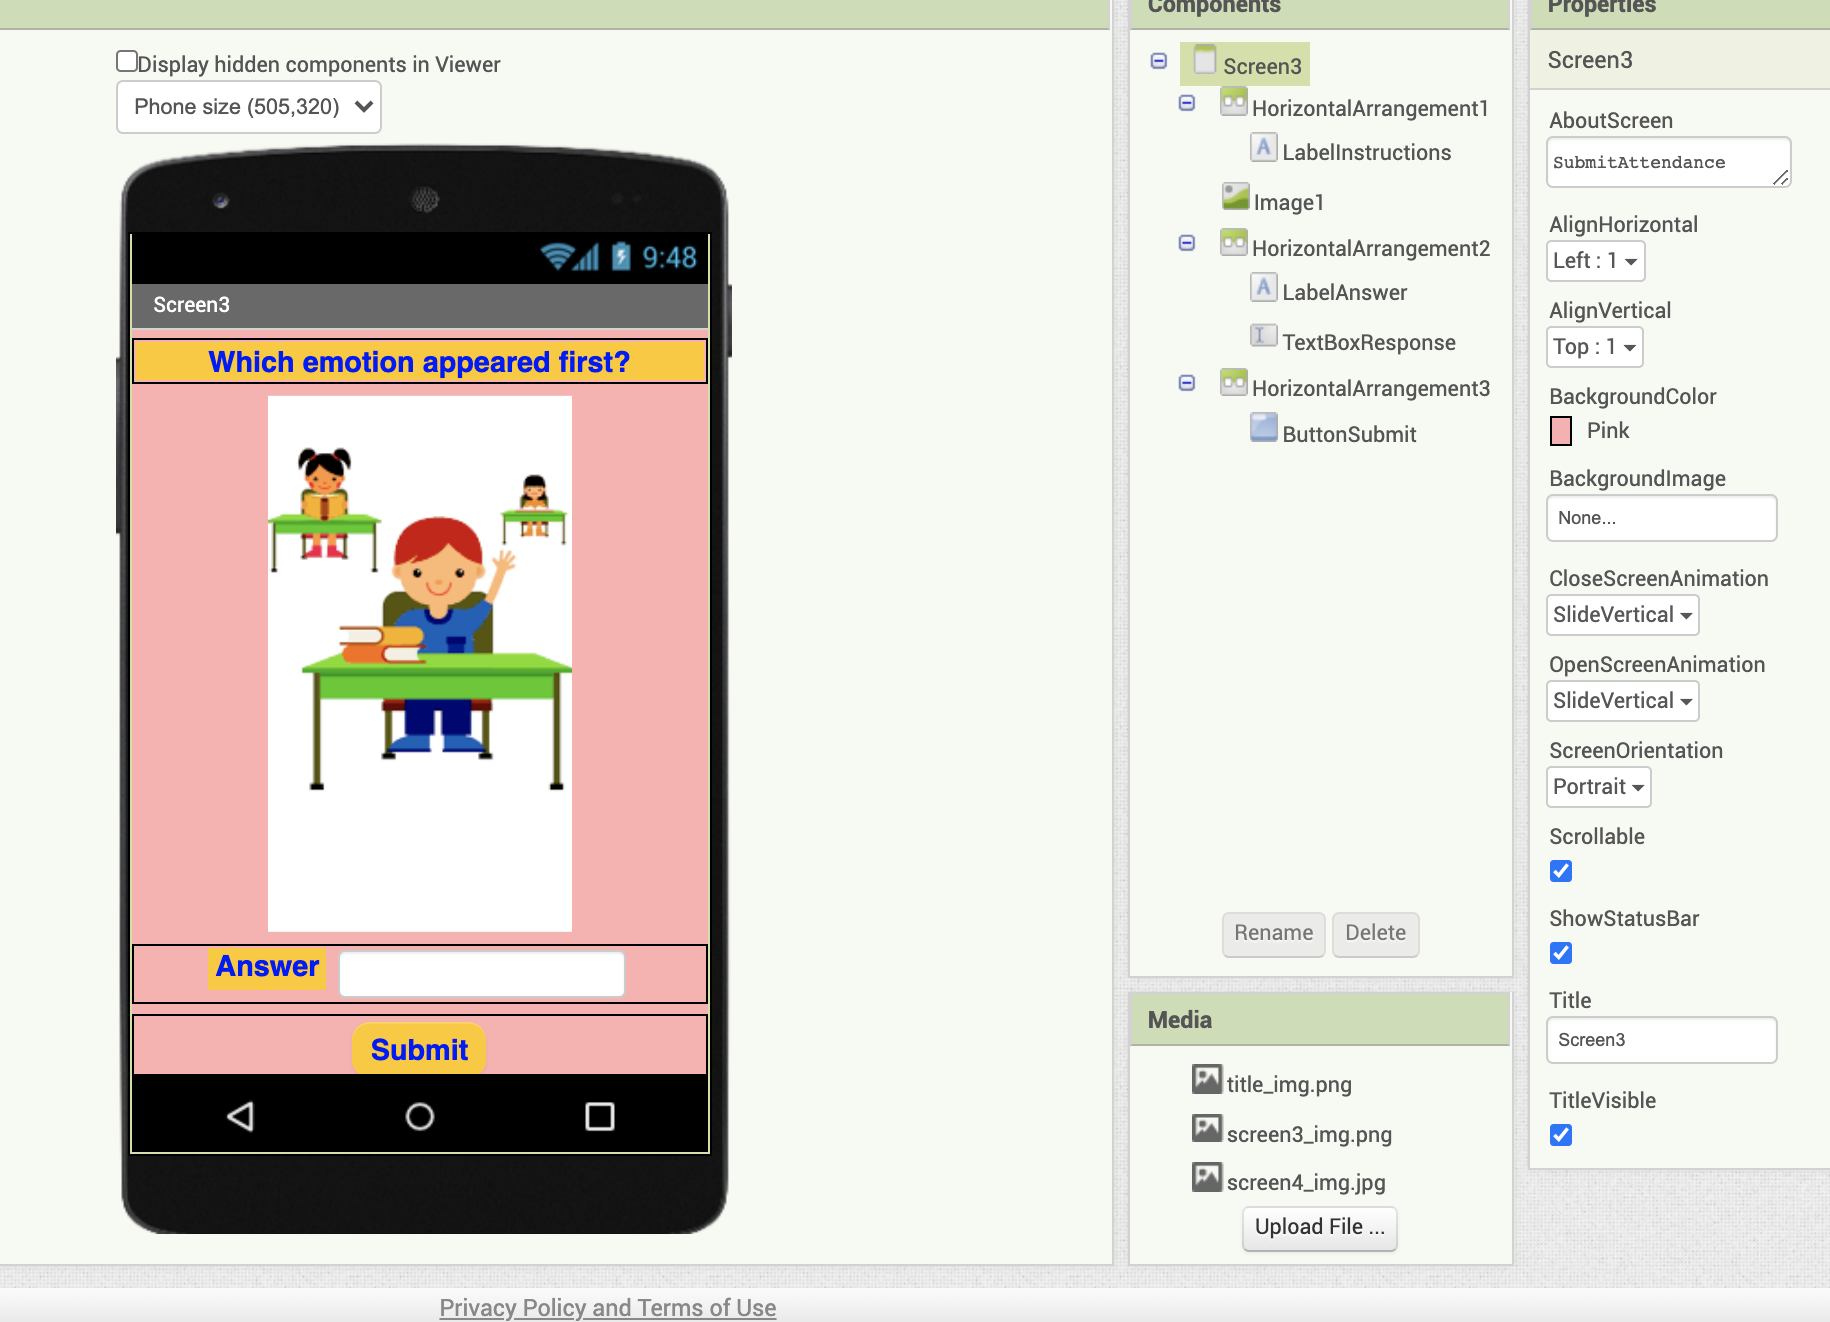 Components
Properties
Display hidden components in Viewer
Phone size (505,320)
9:48
Screen3
Which emotion appeared first?
Answer
Submit
Screen3
HorizontalArrangement1
A LabelInstructions
Image1
HorizontalArrangement2
A LabelAnswer
TextBoxResponse
HorizontalArrangement3
ButtonSubmit
Rename Delete
Media
title_img.png
screen3_img.png
screen4_img.jpg
Upload File ...
Screen3
AboutScreen
SubmitAttendance
AlignHorizontal
Left : 1
AlignVertical
Top : 1
BackgroundColor
Pink
BackgroundImage
None...
CloseScreenAnimation
SlideVertical
OpenScreenAnimation
SlideVertical
ScreenOrientation
Portrait
Scrollable
ShowStatusBar
Title
Screen3
TitleVisible
Privacy Policy and Terms of Use